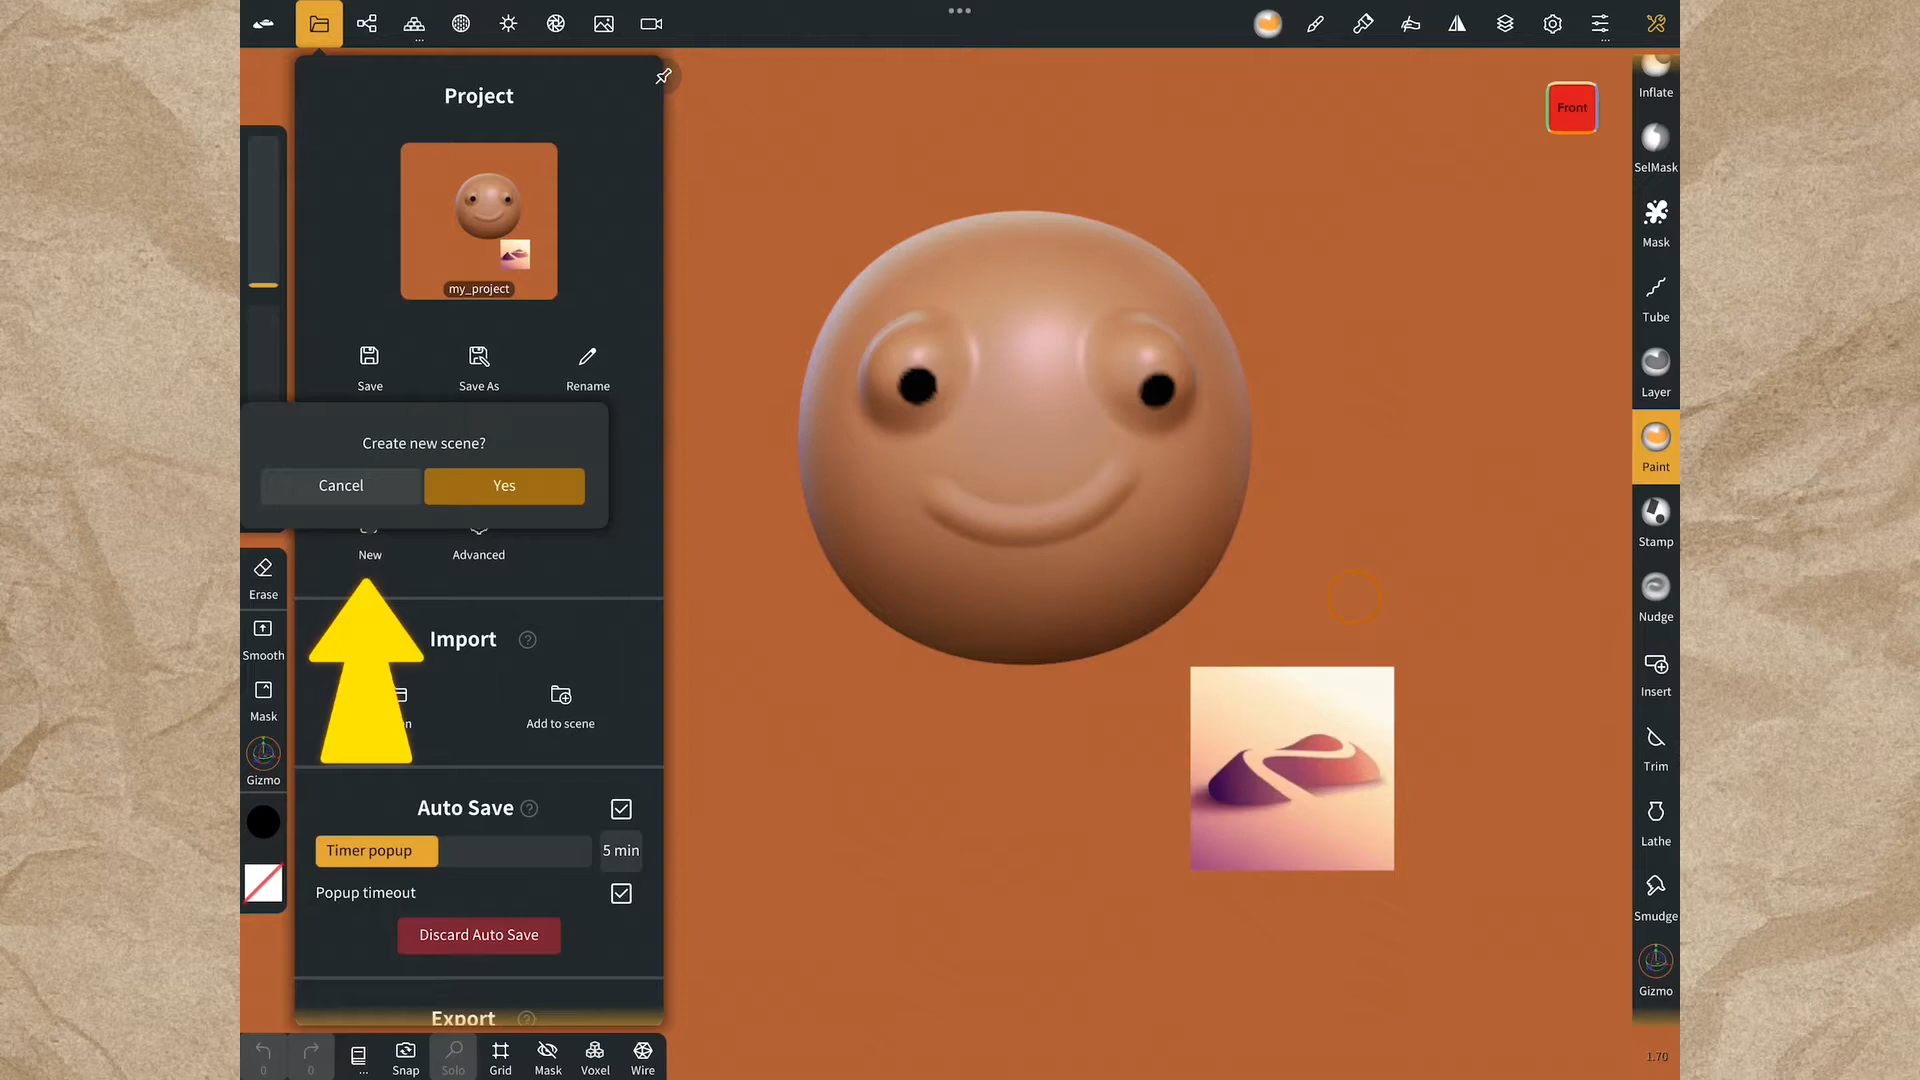 Project
my_project
Save
Save As
Rename
Create new scene?
Cancel
Yes
New
Advanced
Import
Add to scene
Auto Save
Timer popup
5 min
Popup timeout
Discard Auto Save
Export
Erase
Smooth
Mask
Gizmo
0
0
...
Snap
Solo
Grid
Mask
Voxel
Wire
Front
Inflate
SelMask
Mask
Tube
Layer
Paint
Stamp
Nudge
Insert
Trim
Lathe
Smudge
Gizmo
1.70